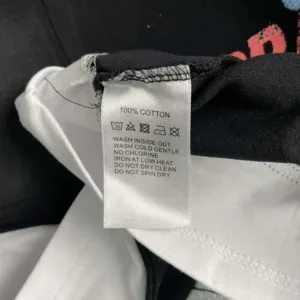 100% COTTON
WASH INSIDE OUT
WASH COLD GENTLE
NO CHLORINE
IRON AT LOW HEAT
DO NOT DRY CLEAN
DO NOT SPIN DRY